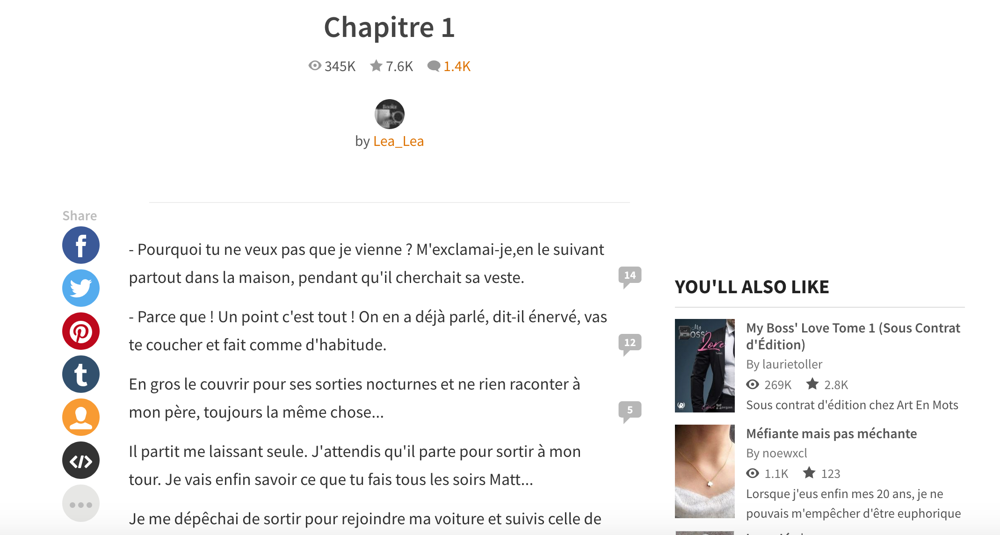 Chapitre 1
345K 7.6K 1.4K
by Lea_Lea
Share
- Pourquoi tu ne veux pas que je vienne ? M'exclamai-je,en le suivant
partout dans la maison, pendant qu'il cherchait sa veste.
14
- Parce que ! Un point c'est tout ! On en a déjà parlé, dit-il énervé, vas
te coucher et fait comme d'habitude.
12
En gros le couvrir pour ses sorties nocturnes et ne rien raconter à
mon père, toujours la même chose...
5
Il partit me laissant seule. J'attendis qu'il parte pour sortir à mon
tour. Je vais enfin savoir ce que tu fais tous les soirs Matt...
Je me dépêchai de sortir pour rejoindre ma voiture et suivis celle de
YOU'LL ALSO LIKE
My
Boss'
Love
My Boss' Love Tome 1 (Sous Contrat
d'Édition)
By laurietoller
269K 2.8K
Sous contrat d'édition chez Art En Mots
Méfiante mais pas méchante
By noewxcl
1.1K 123
Lorsque j'eus enfin mes 20 ans, je ne
pouvais m'empêcher d'être euphorique